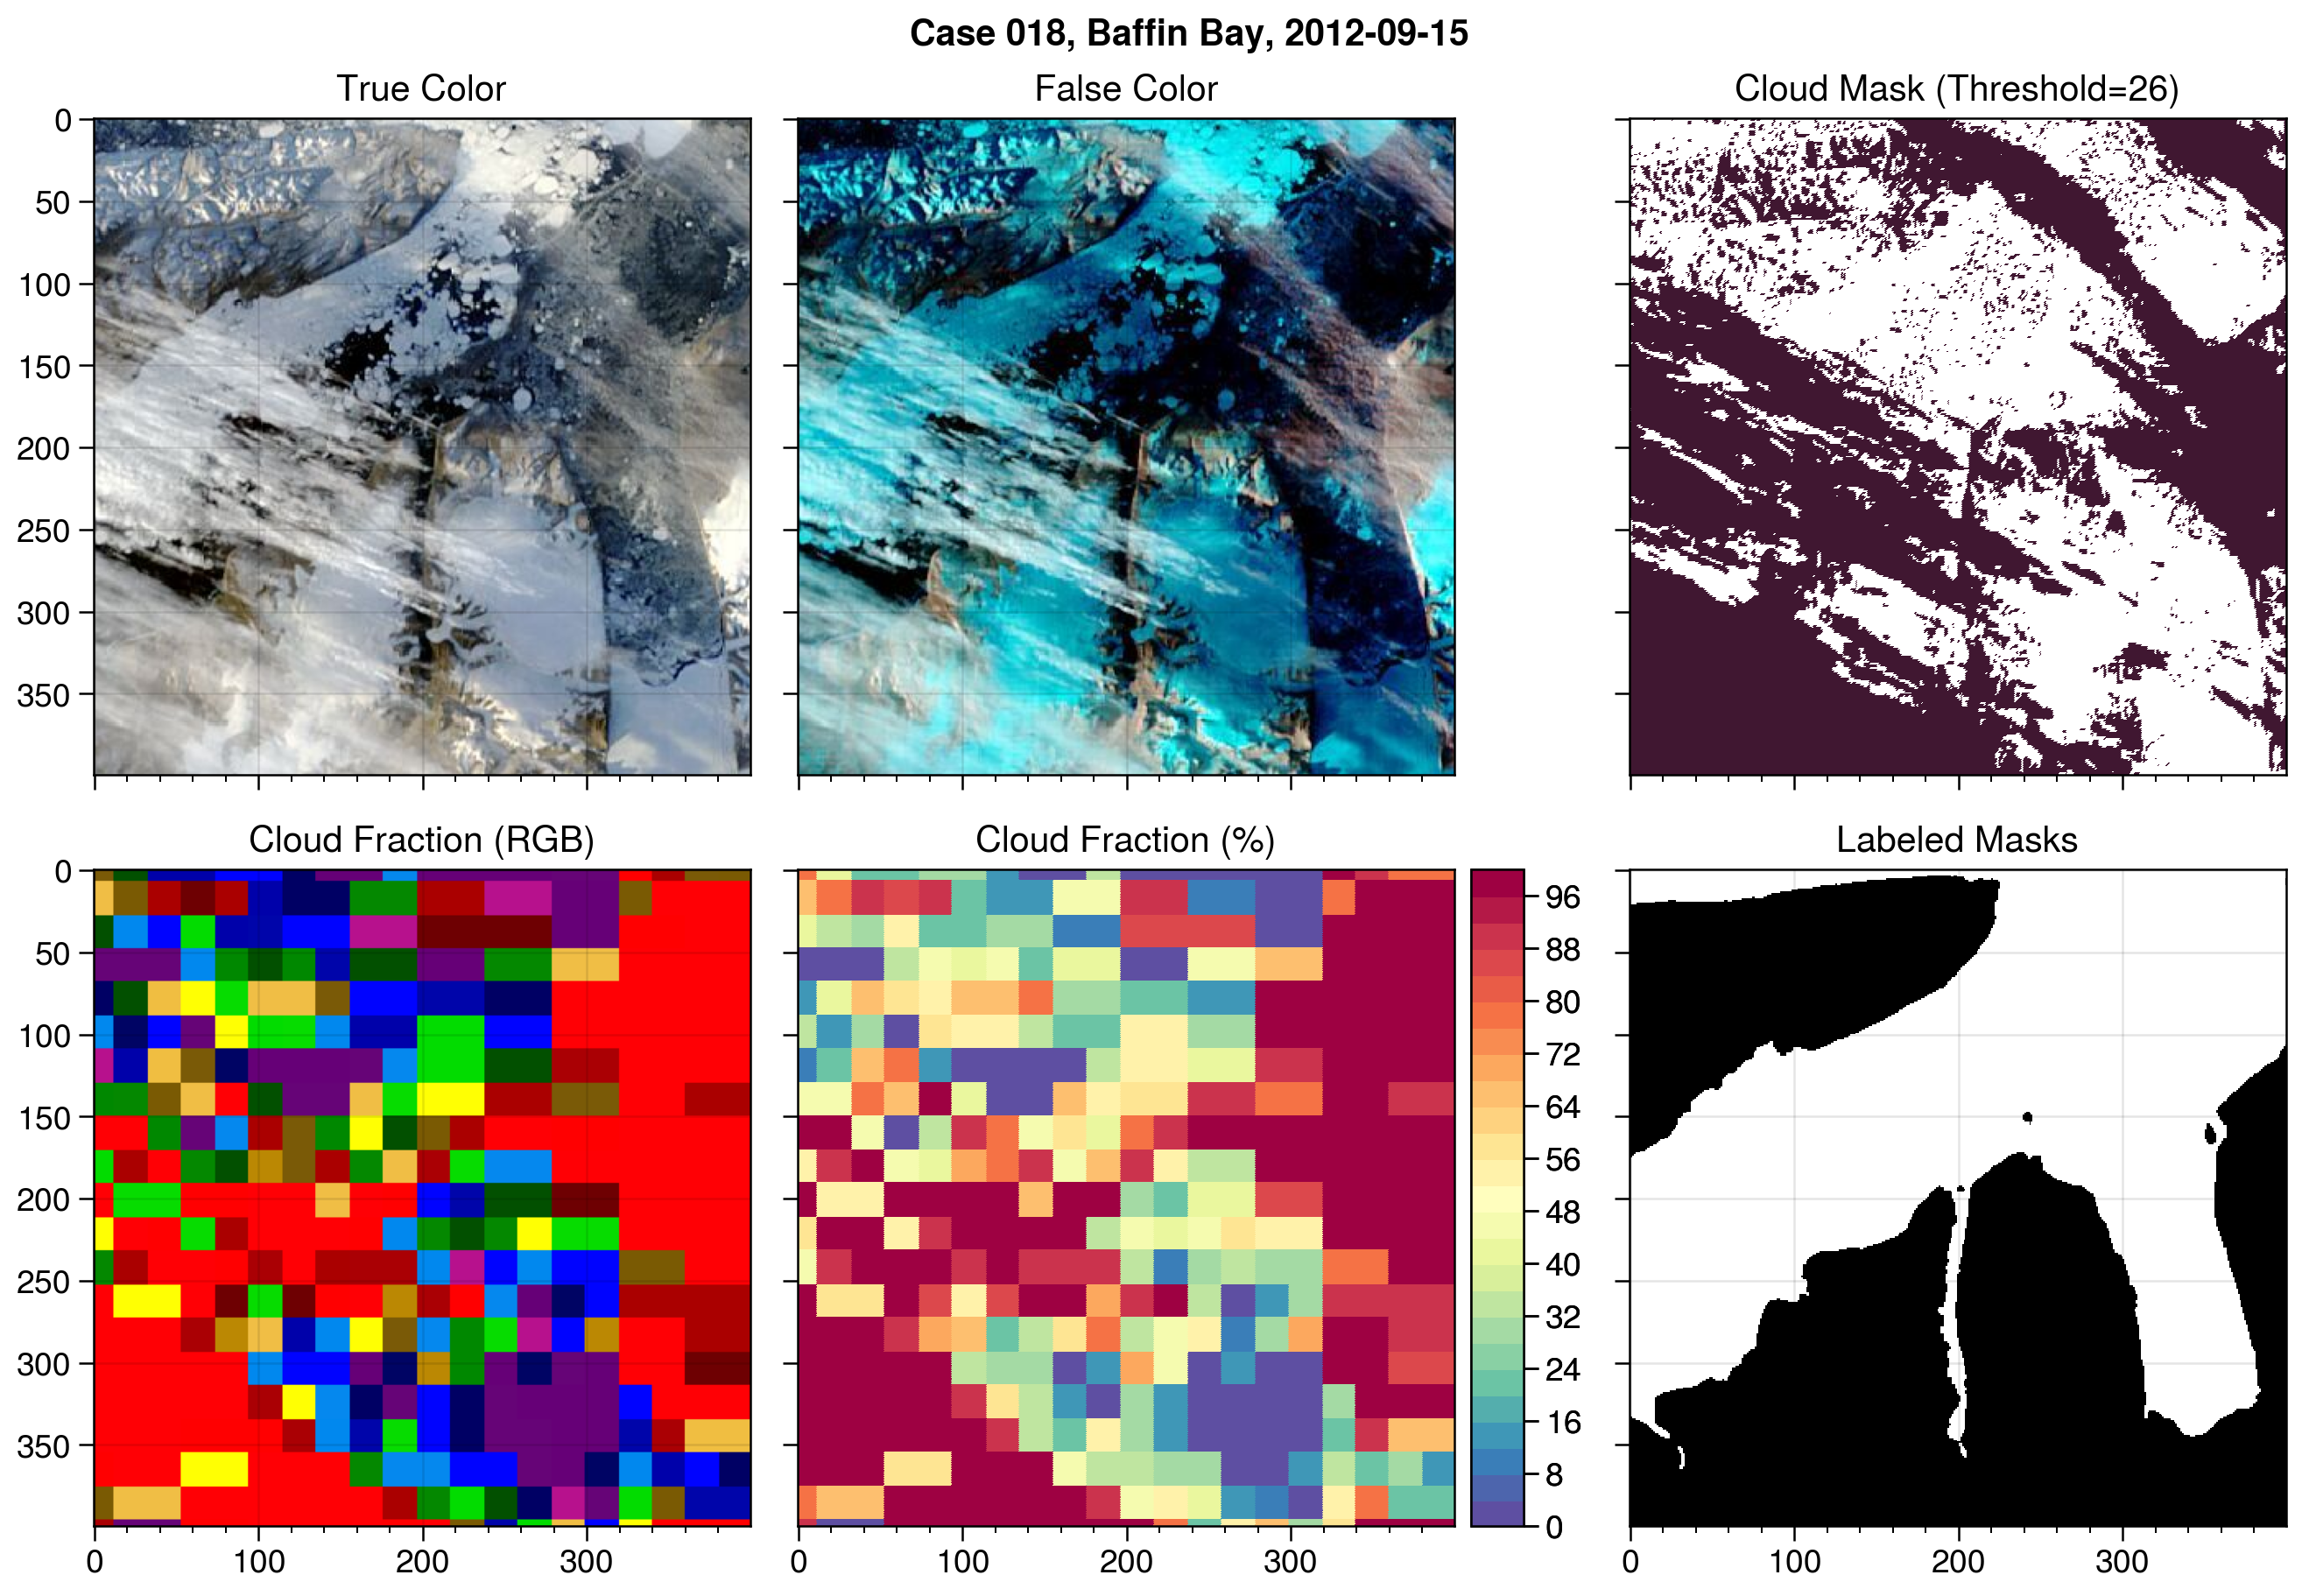 Case 018, Baffin Bay, 2012-09-15
True Color
False Color
Cloud Mask (Threshold=26)
0
50
100
150
200
250
300
350
Cloud Fraction (RGB)
Cloud Fraction (%)
Labeled Masks
0
50
100
150
200
250
300
350
96
88
80
72
64
56
48
40
32
24
16
8
0
0 100 200 300
0 100 200 300
0 100 200 300